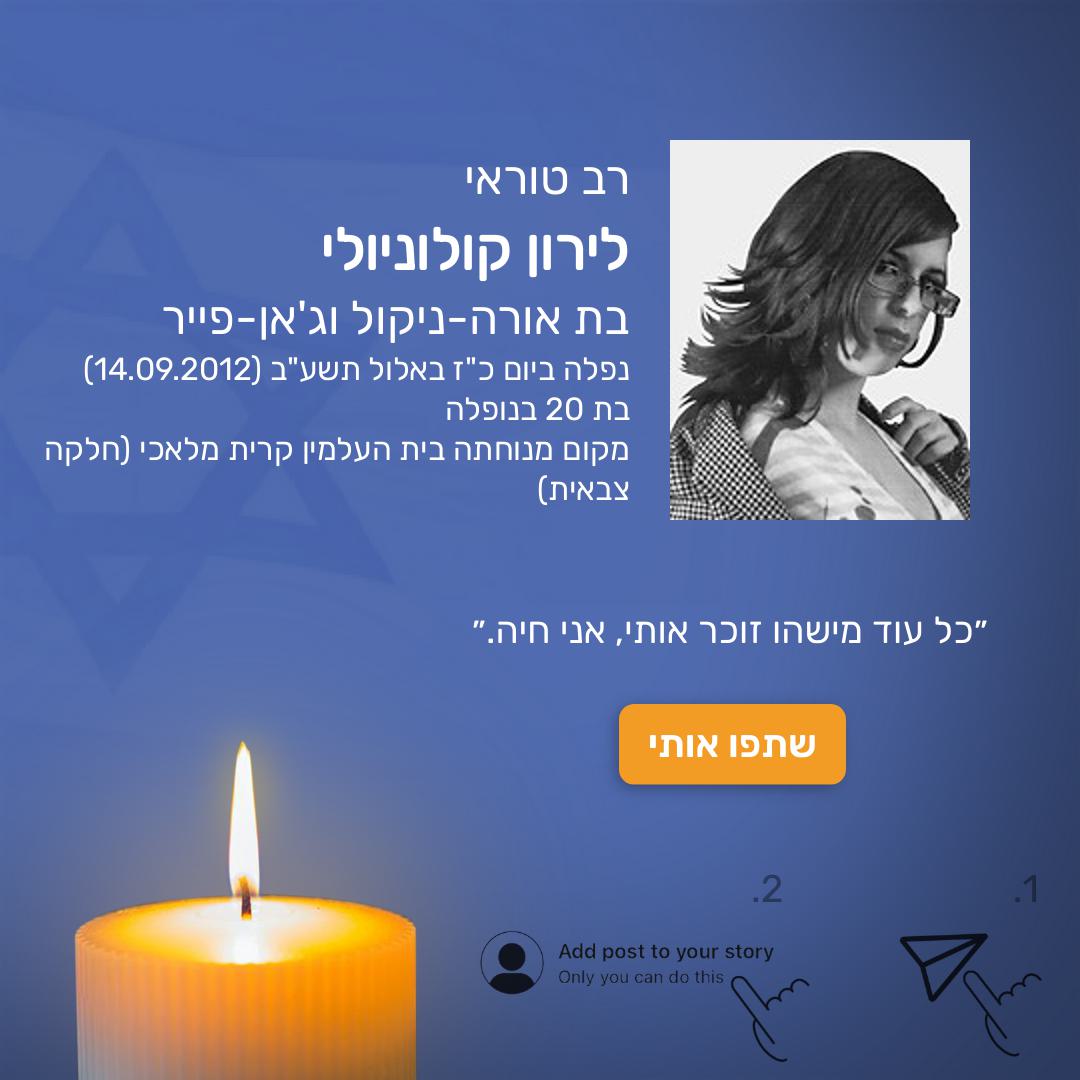 רב טוראי
לירון קולוניולי
בת אורה-ניקול וג'אן-פייר
נפלה ביום כ"ז באלול תשע"ב (14.09.2012)
בת 20 בנופלה
מקום מנוחתה בית העלמין קרית מלאכי (חלקה
צבאית)
״כל עוד מישהו זוכר אותי, אני חיה.״
שתפו אותי
.1
.2
Add post to your story
Only you can do this